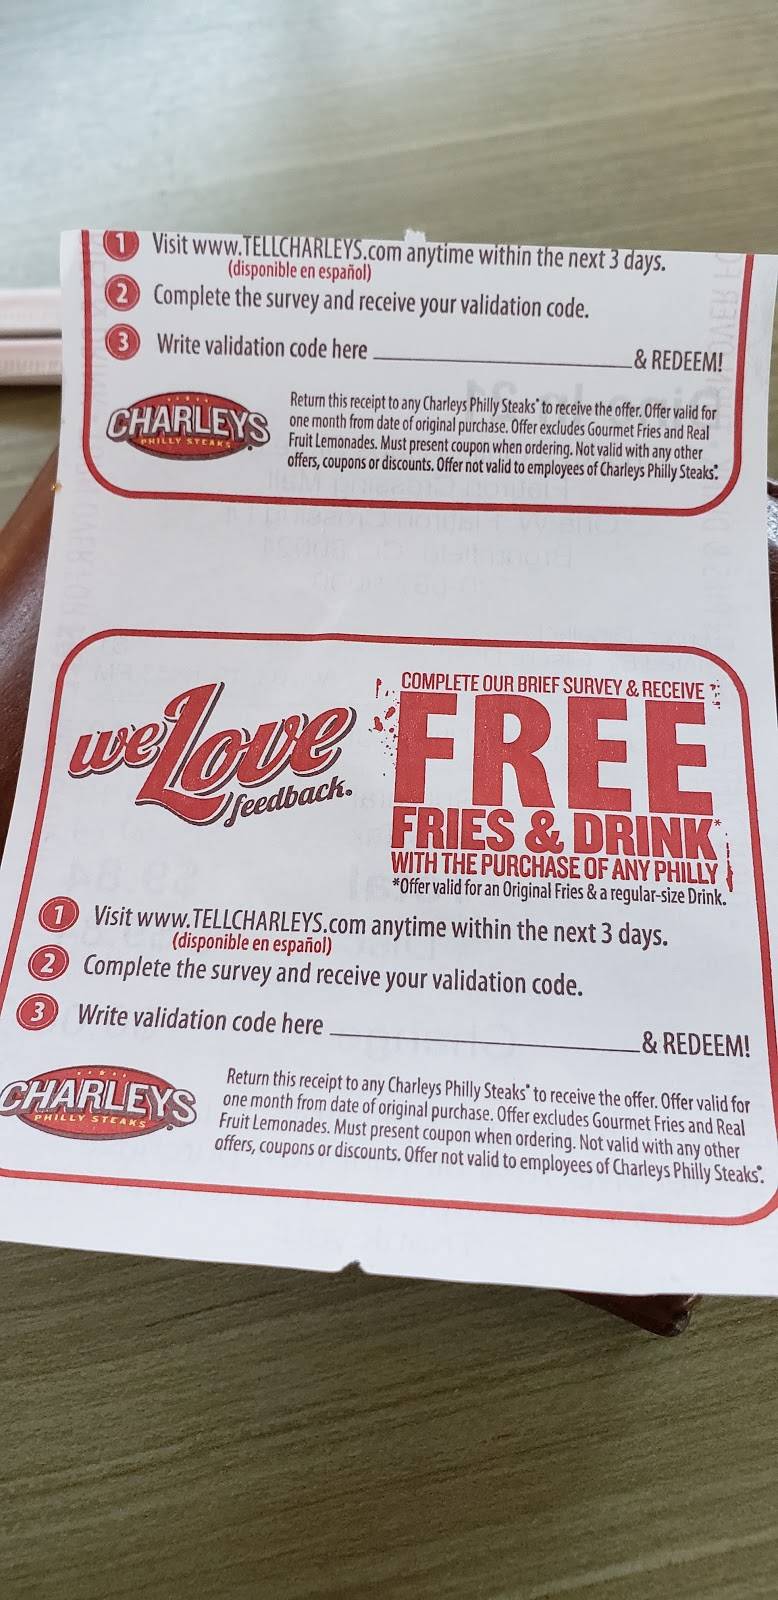 1 Visit www.TELLCHARLEYS.com anytime within the next 3 days.
(disponible en español)
2 Complete the survey and receive your validation code.
3 Write validation code here ____________ & REDEEM!
CHARLEYS
PHILLY STEAKS
Return this receipt to any Charleys Philly Steaks® to receive the offer. Offer valid for
one month from date of original purchase. Offer excludes Gourmet Fries and Real
Fruit Lemonades. Must present coupon when ordering. Not valid with any other
offers, coupons or discounts. Offer not valid to employees of Charleys Philly Steaks®.
we Love
feedback.
COMPLETE OUR BRIEF SURVEY & RECEIVE
FREE
FRIES & DRINK*
WITH THE PURCHASE OF ANY PHILLY
*Offer valid for an Original Fries & a regular-size Drink.
1 Visit www.TELLCHARLEYS.com anytime within the next 3 days.
(disponible en español)
2 Complete the survey and receive your validation code.
3 Write validation code here ____________ & REDEEM!
CHARLEYS
PHILLY STEAKS
Return this receipt to any Charleys Philly Steaks® to receive the offer. Offer valid for
one month from date of original purchase. Offer excludes Gourmet Fries and Real
Fruit Lemonades. Must present coupon when ordering. Not valid with any other
offers, coupons or discounts. Offer not valid to employees of Charleys Philly Steaks®.